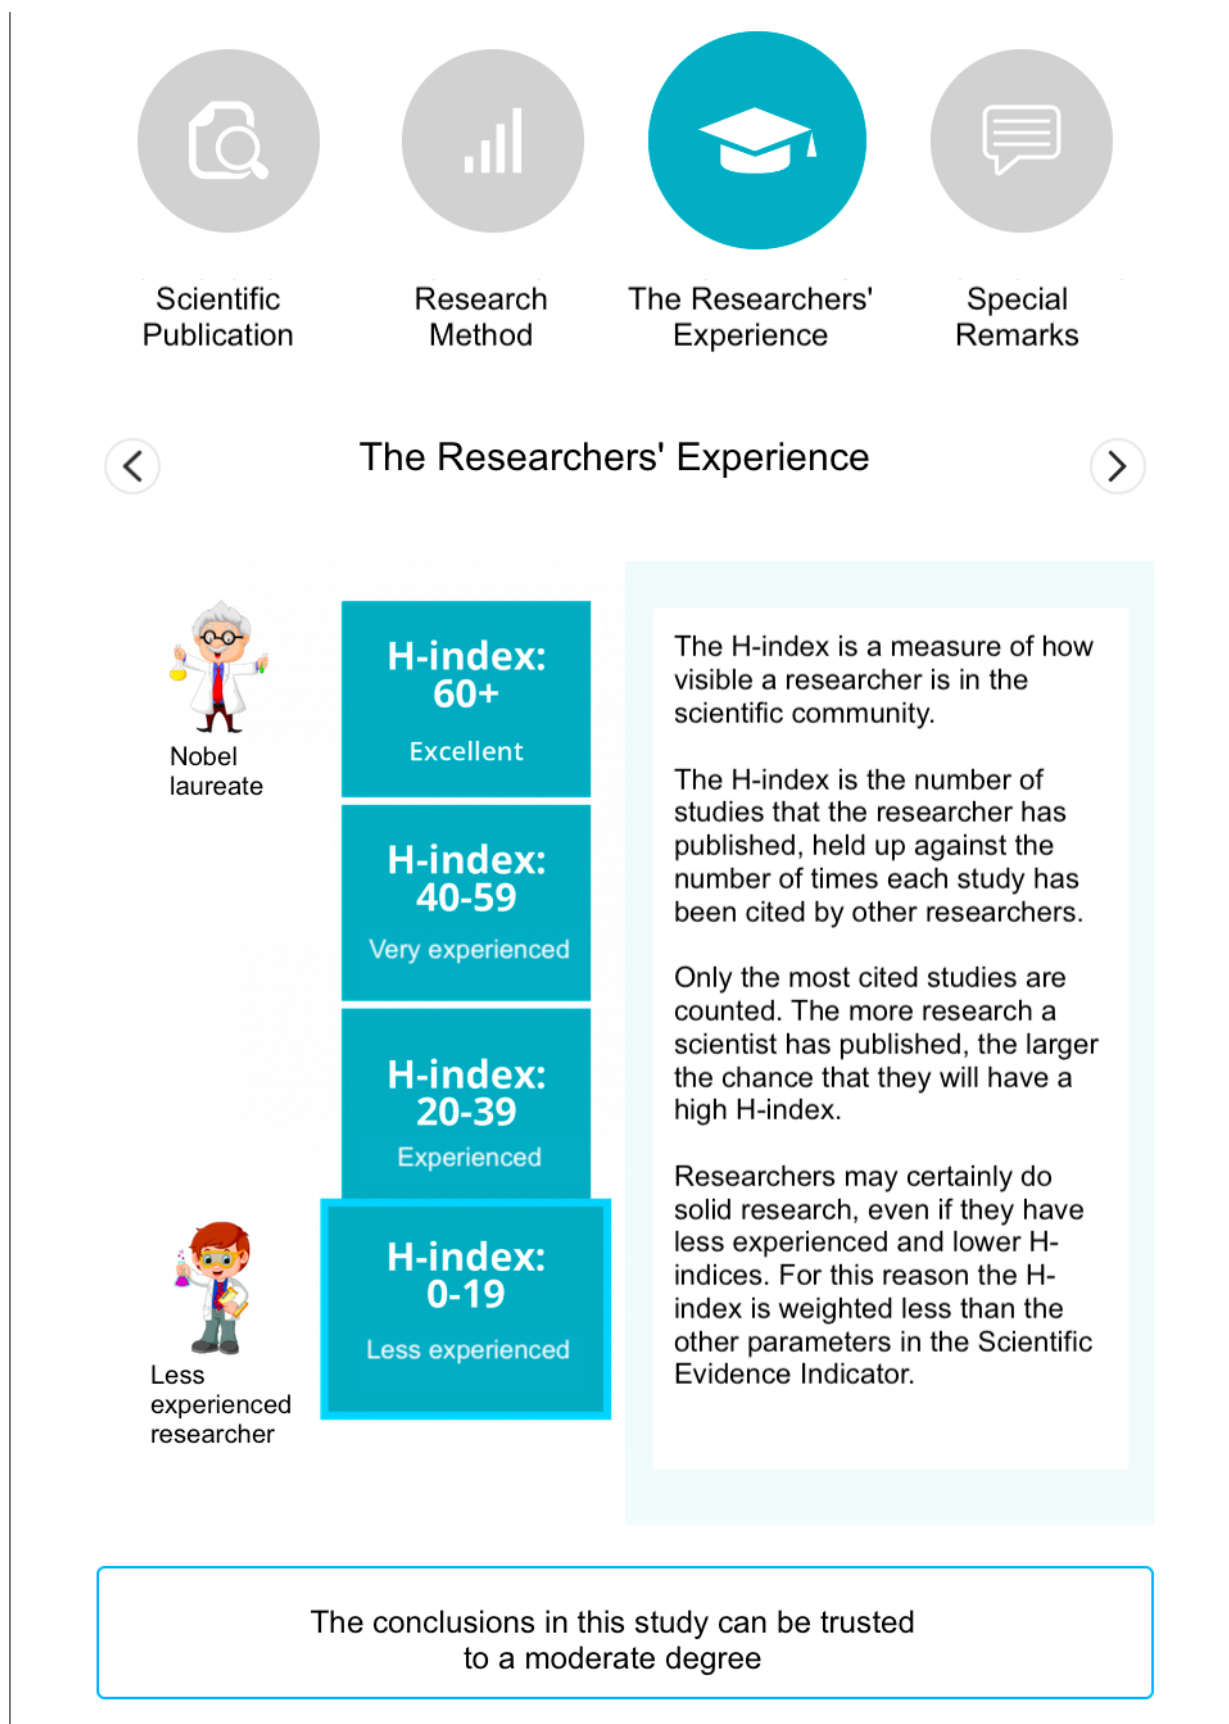 Scientific
Publication
Research
Method
The Researchers'
Experience
Special
Remarks
The Researchers' Experience
Nobel
laureate
H-index:
60+
Excellent
H-index:
40-59
Very experienced
H-index:
20-39
Experienced
H-index:
0-19
Less experienced
Less
experienced
researcher
The H-index is a measure of how
visible a researcher is in the
scientific community.
The H-index is the number of
studies that the researcher has
published, held up against the
number of times each study has
been cited by other researchers.
Only the most cited studies are
counted. The more research a
scientist has published, the larger
the chance that they will have a
high H-index.
Researchers may certainly do
solid research, even if they have
less experienced and lower H-
indices. For this reason the H-
index is weighted less than the
other parameters in the Scientific
Evidence Indicator.
The conclusions in this study can be trusted
to a moderate degree